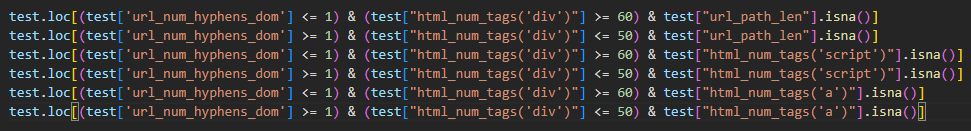 test.loc[(test['url_num_hyphens_dom'] <= 1) & (test["html_num_tags('div')"] >= 60) & test["url_path_len"].isna()]
test.loc[(test['url_num_hyphens_dom'] >= 1) & (test["html_num_tags('div')"] <= 50) & test["url_path_len"].isna()]
test.loc[(test['url_num_hyphens_dom'] <= 1) & (test["html_num_tags('div')"] >= 60) & test["html_num_tags('script')"].isna()]
test.loc[(test['url_num_hyphens_dom'] >= 1) & (test["html_num_tags('div')"] <= 50) & test["html_num_tags('script')"].isna()]
test.loc[(test['url_num_hyphens_dom'] <= 1) & (test["html_num_tags('div')"] >= 60) & test["html_num_tags('a')"].isna()]
test.loc[(test['url_num_hyphens_dom'] >= 1) & (test["html_num_tags('div')"] <= 50) & test["html_num_tags('a')"].isna()]